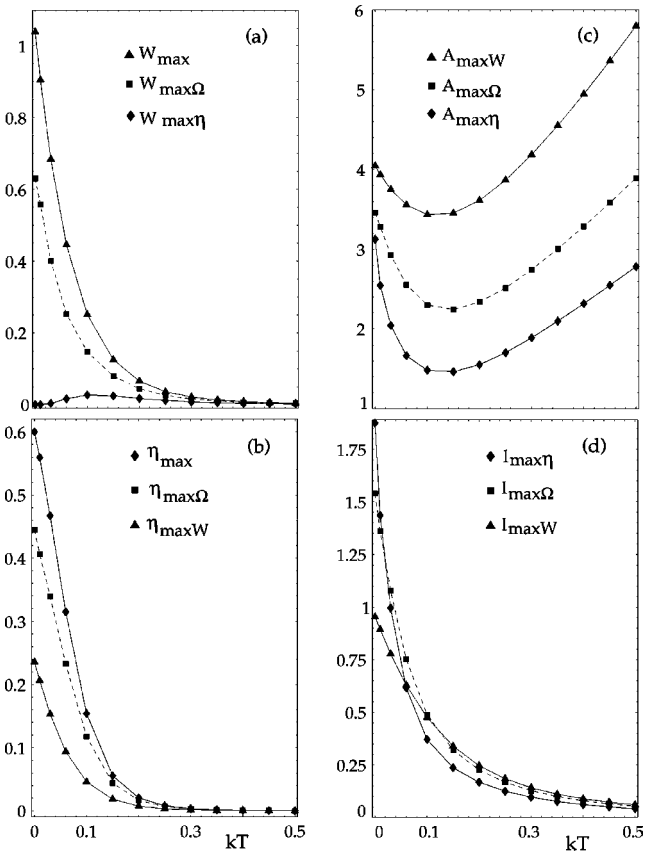 (a)
W max
W maxΩ
W maxη
1
0.8
0.6
0.4
0.2
0
(c)
A maxW
A maxΩ
A maxη
6
5
4
3
2
1
(b)
η max
η maxΩ
η maxW
0.6
0.5
0.4
0.3
0.2
0.1
0
0 0.1 0.3 0.5
kT
(d)
I maxη
I maxΩ
I maxW
1.75
1.5
1.25
1
0.75
0.5
0.25
0 0.1 0.3 0.5
kT